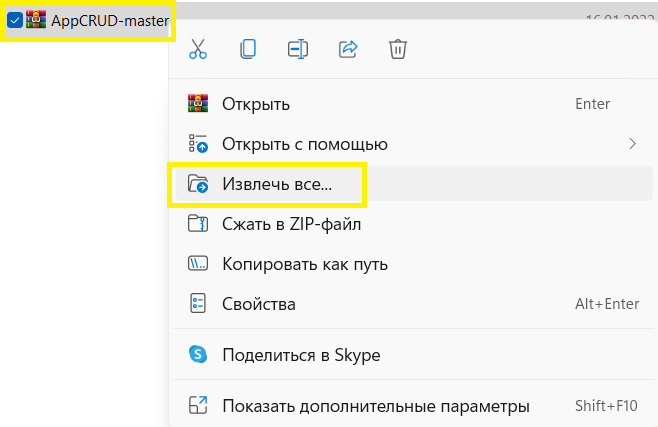 AppCRUD-master
16.01.2022
Открыть Enter
Открыть с помощью
Извлечь все...
Сжать в ZIP-файл
Копировать как путь
Свойства Alt+Enter
Поделиться в Skype
Показать дополнительные параметры Shift+F10